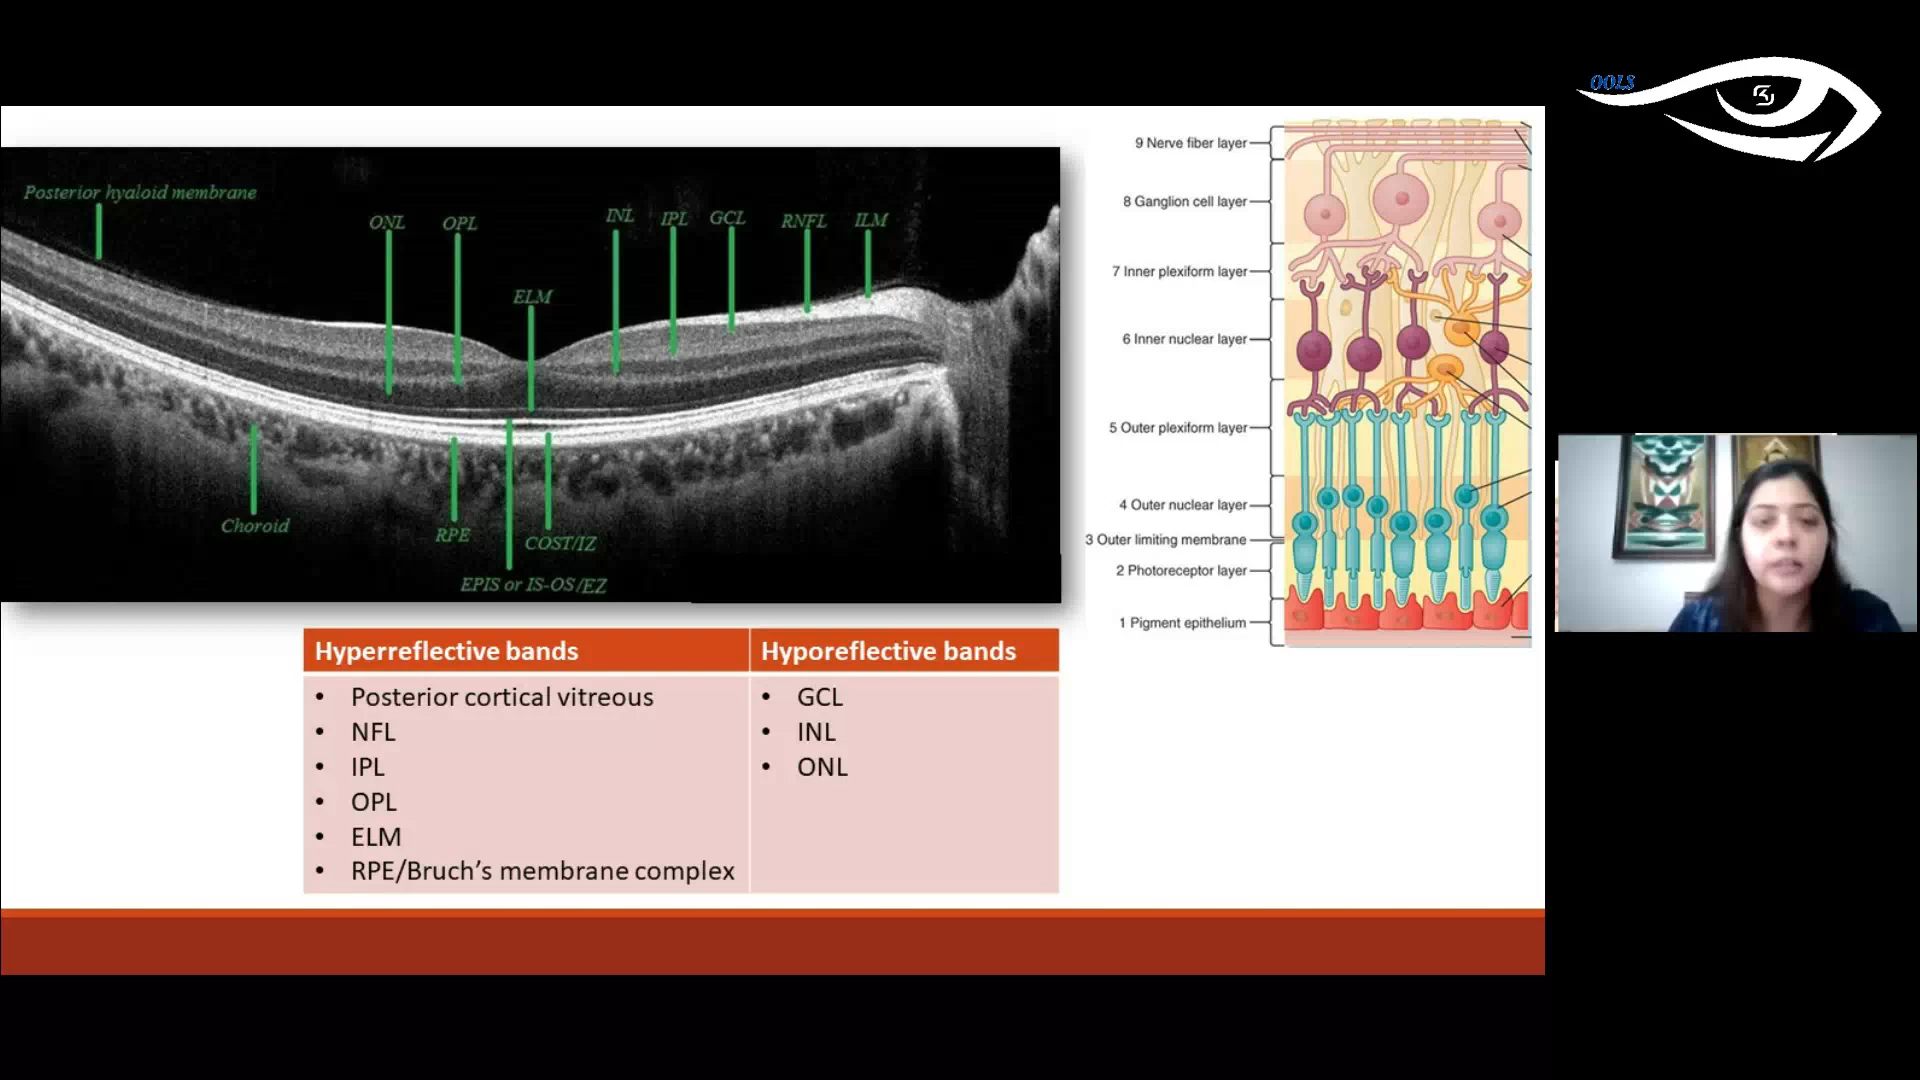 OOLS
Posterior hyaloid membrane
ONL
OPL
ELM
INL
IPL
GCL
RNFL
ILM
Choroid
RPE
COST/IZ
EPIS or IS-OS/EZ
9 Nerve fiber layer
8 Ganglion cell layer
7 Inner plexiform layer
6 Inner nuclear layer
5 Outer plexiform layer
4 Outer nuclear layer
3 Outer limiting membrane
2 Photoreceptor layer
1 Pigment epithelium
Hyperreflective bands
• Posterior cortical vitreous
• NFL
• IPL
• OPL
• ELM
• RPE/Bruch’s membrane complex
Hyporeflective bands
• GCL
• INL
• ONL